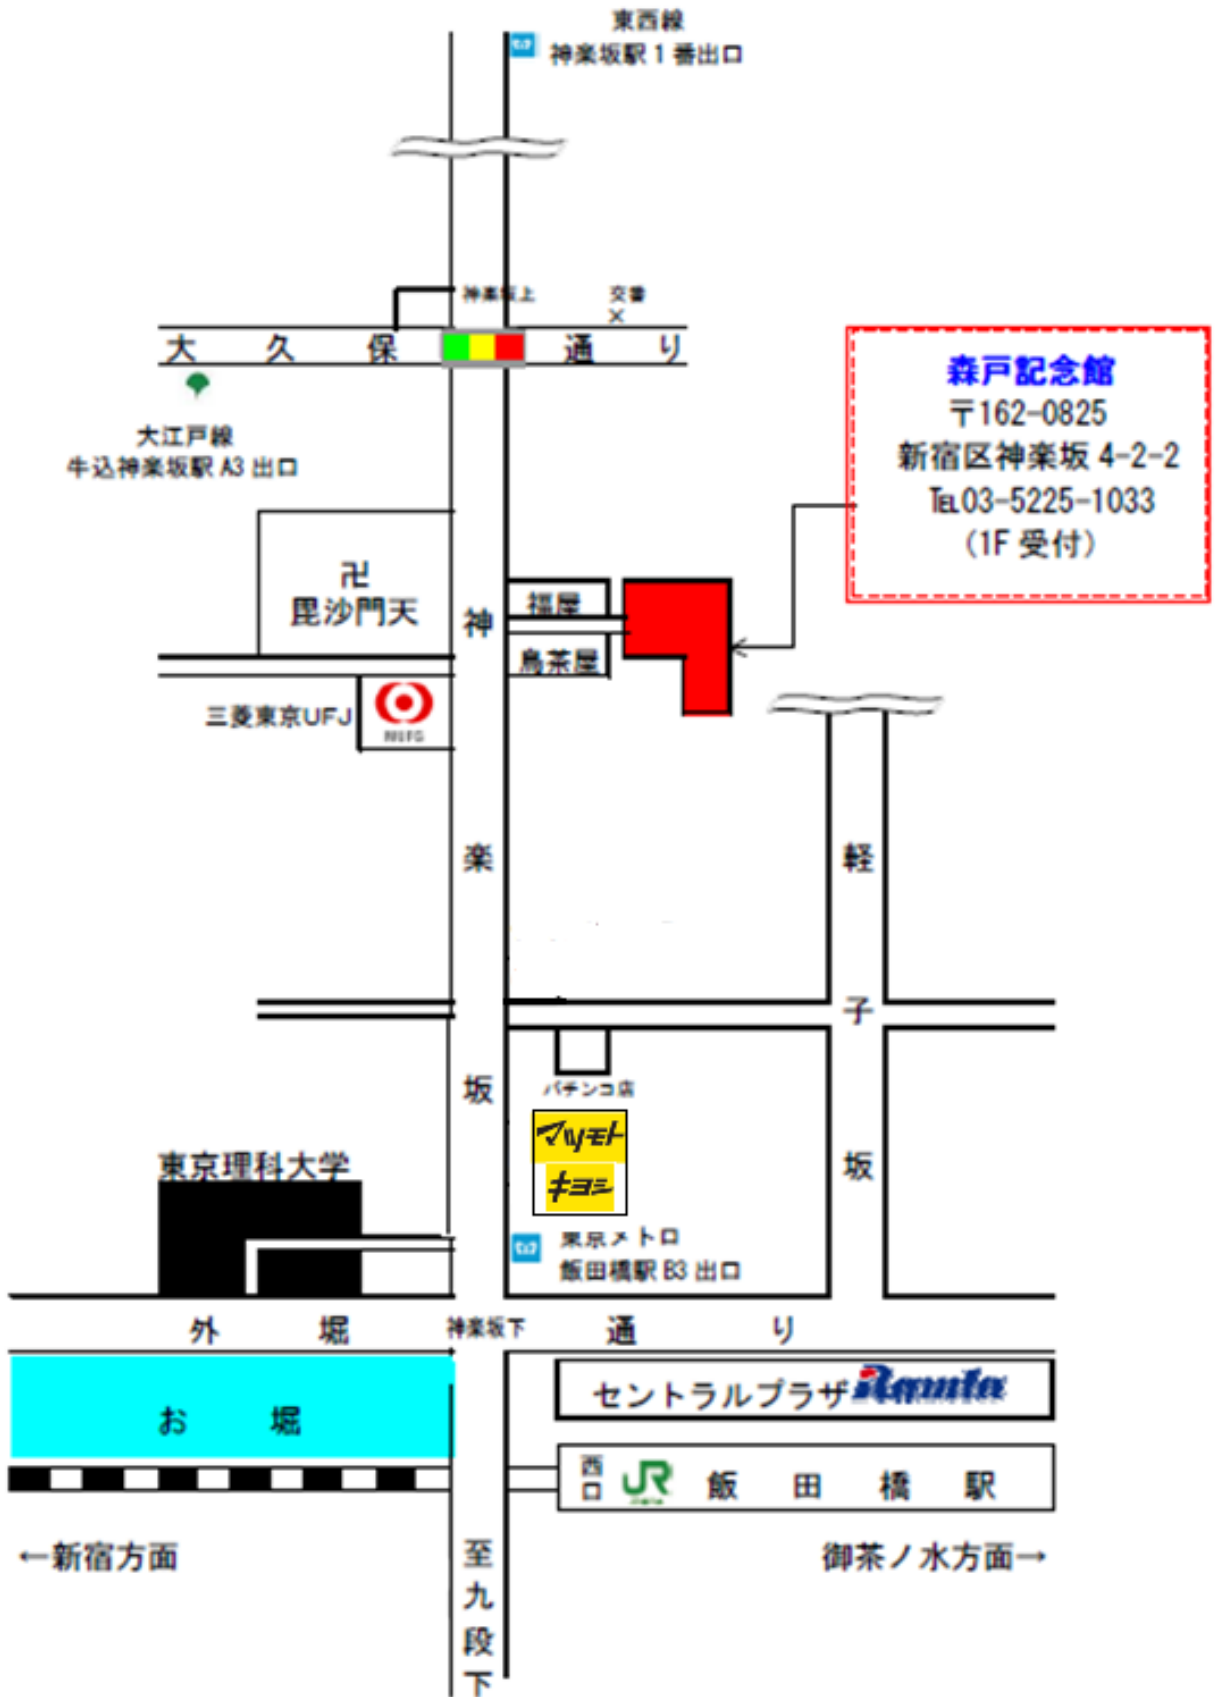 東西線
神楽坂駅1番出口
神楽坂上
交番
×
大久保通り
大江戸線
牛込神楽坂駅 A3 出口
森戸記念館
〒162-0825
新宿区神楽坂 4-2-2
℡03-5225-1033
(1F 受付)
卍
毘沙門天
福屋
鳥茶屋
三菱東京UFJ
MUFG
神楽坂
軽子坂
パチンコ店
マツモト
キヨシ
東京理科大学
東京メトロ
飯田橋駅 B3 出口
外堀通り
神楽坂下
セントラルプラザ Ramla
お堀
西口
JR 飯田橋駅
←新宿方面
至九段下
御茶ノ水方面→